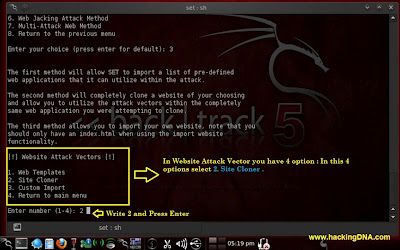 set : sh
6. Web Jacking Attack Method
7. Multi-Attack Web Method
8. Return to the previous menu
Enter your choice (press enter for default): 3
The first method will allow SET to import a list of pre-defined
web applications that it can utilize within the attack.
The second method will completely clone a website of your choosing
and allow you to utilize the attack vectors within the completely
same web application you were attempting to clone.
The third method allows you to import your own website, note that you
should only have an index.html when using the import website
functionality.
[!] Website Attack Vectors [!]
1. Web Templates
2. Site Cloner
3. Custom Import
4. Return to main menu
In Website Attack Vector you have 4 option : In this 4
options select 2. Site Cloner .
Enter number (1-4): 2
Write 2 and Press Enter
<< back | track 5
set : sh
05:19 pm
www.hackingDNA.com